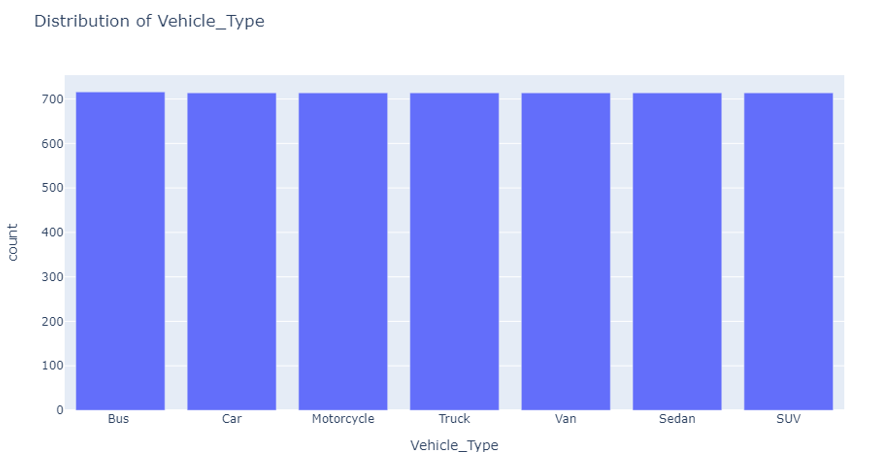 Distribution of Vehicle_Type
700
600
500
400
300
200
100
0
count
Bus Car Motorcycle Truck Van Sedan SUV
Vehicle_Type